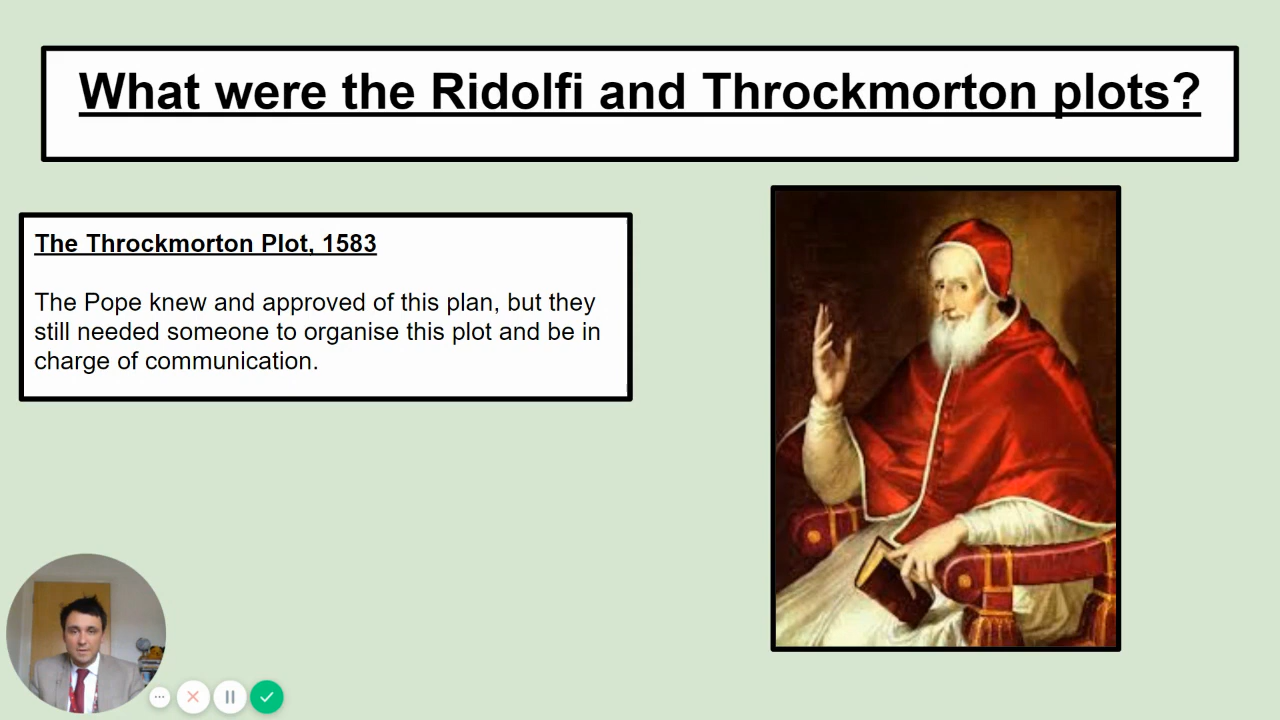 What were the Ridolfi and Throckmorton plots?
The Throckmorton Plot, 1583
The Pope knew and approved of this plan, but they
still needed someone to organise this plot and be in
charge of communication.